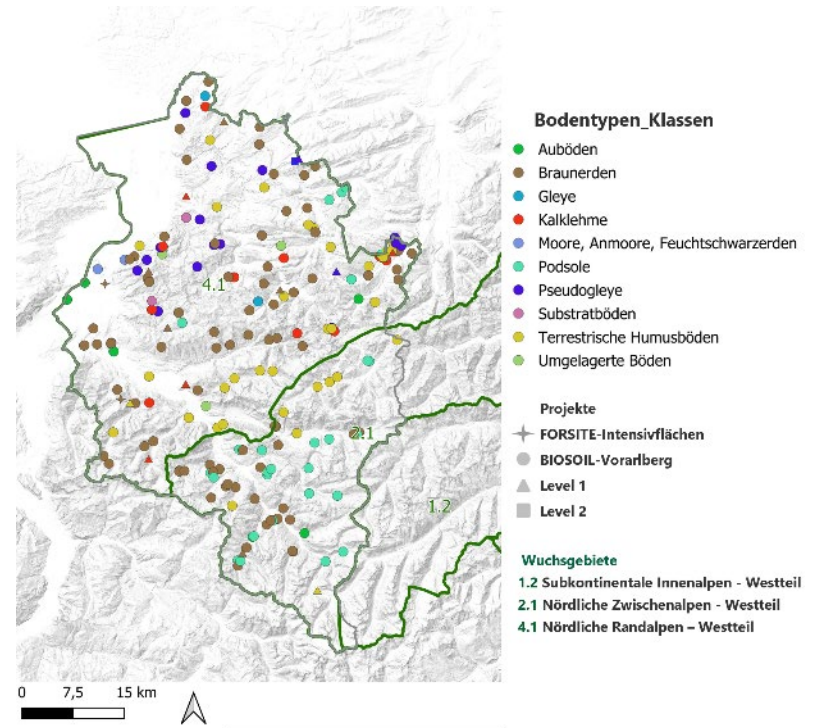 Bodentypen_Klassen
Auböden
Braunerden
Gleye
Kalklehme
Moore, Anmoore, Feuchtschwarzerden
Podsole
Pseudogleye
Substratböden
Terrestrische Humusböden
Umgelagerte Böden
Projekte
FORSITE-Intensivflächen
BIOSOIL-Vorarlberg
Level 1
Level 2
Wuchsgebiete
1.2 Subkontinentale Innenalpen - Westteil
2.1 Nördliche Zwischenalpen - Westteil
4.1 Nördliche Randalpen – Westteil
4.1
2.1
1.2
0 7,5 15 km